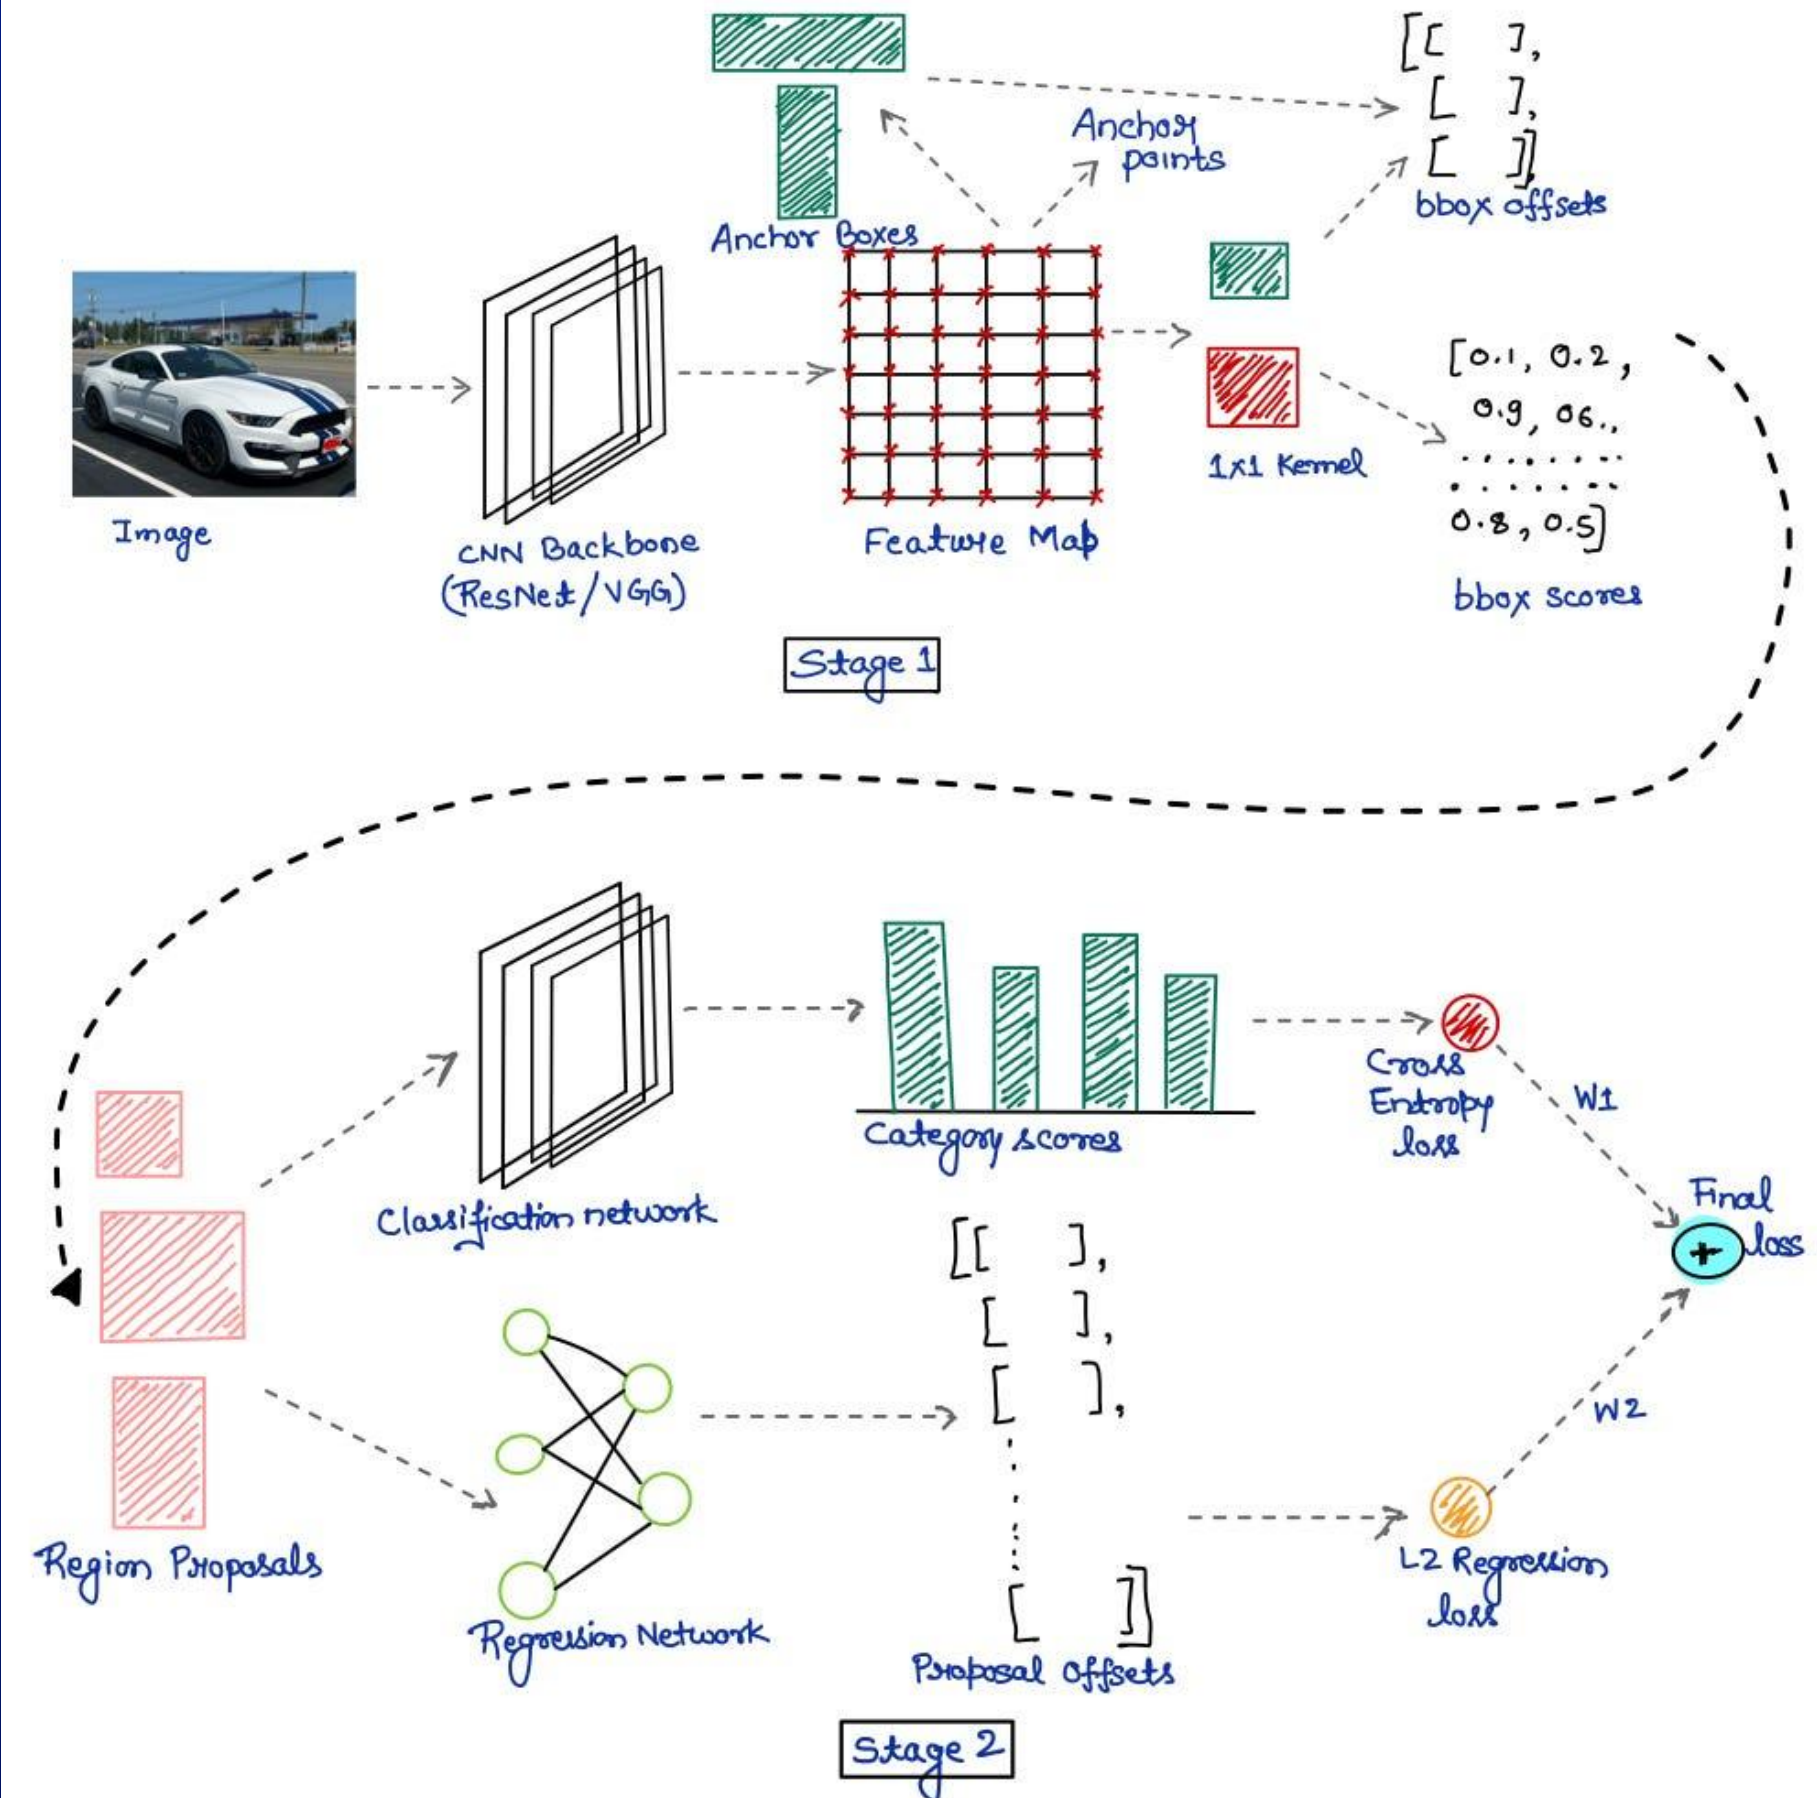 Anchor Boxes
Anchor
points
[[ ],
[ ],
[ ]],
bbox offsets
Image
CNN Backbone
(ResNet/VGG)
Feature Map
1x1 Kernel
[0.1, 0.2,
0.9, 06.,
. . . . . . .
. . . . . . .
0.8, 0.5]
bbox scores
Stage 1
Region Proposals
Classification network
Category scores
Cross
Entropy
loss
W1
Final
loss
+
Regression Network
[[ ],
[ ],
[ ],
[ ]]
Proposal offsets
L2 Regression
loss
W2
Stage 2